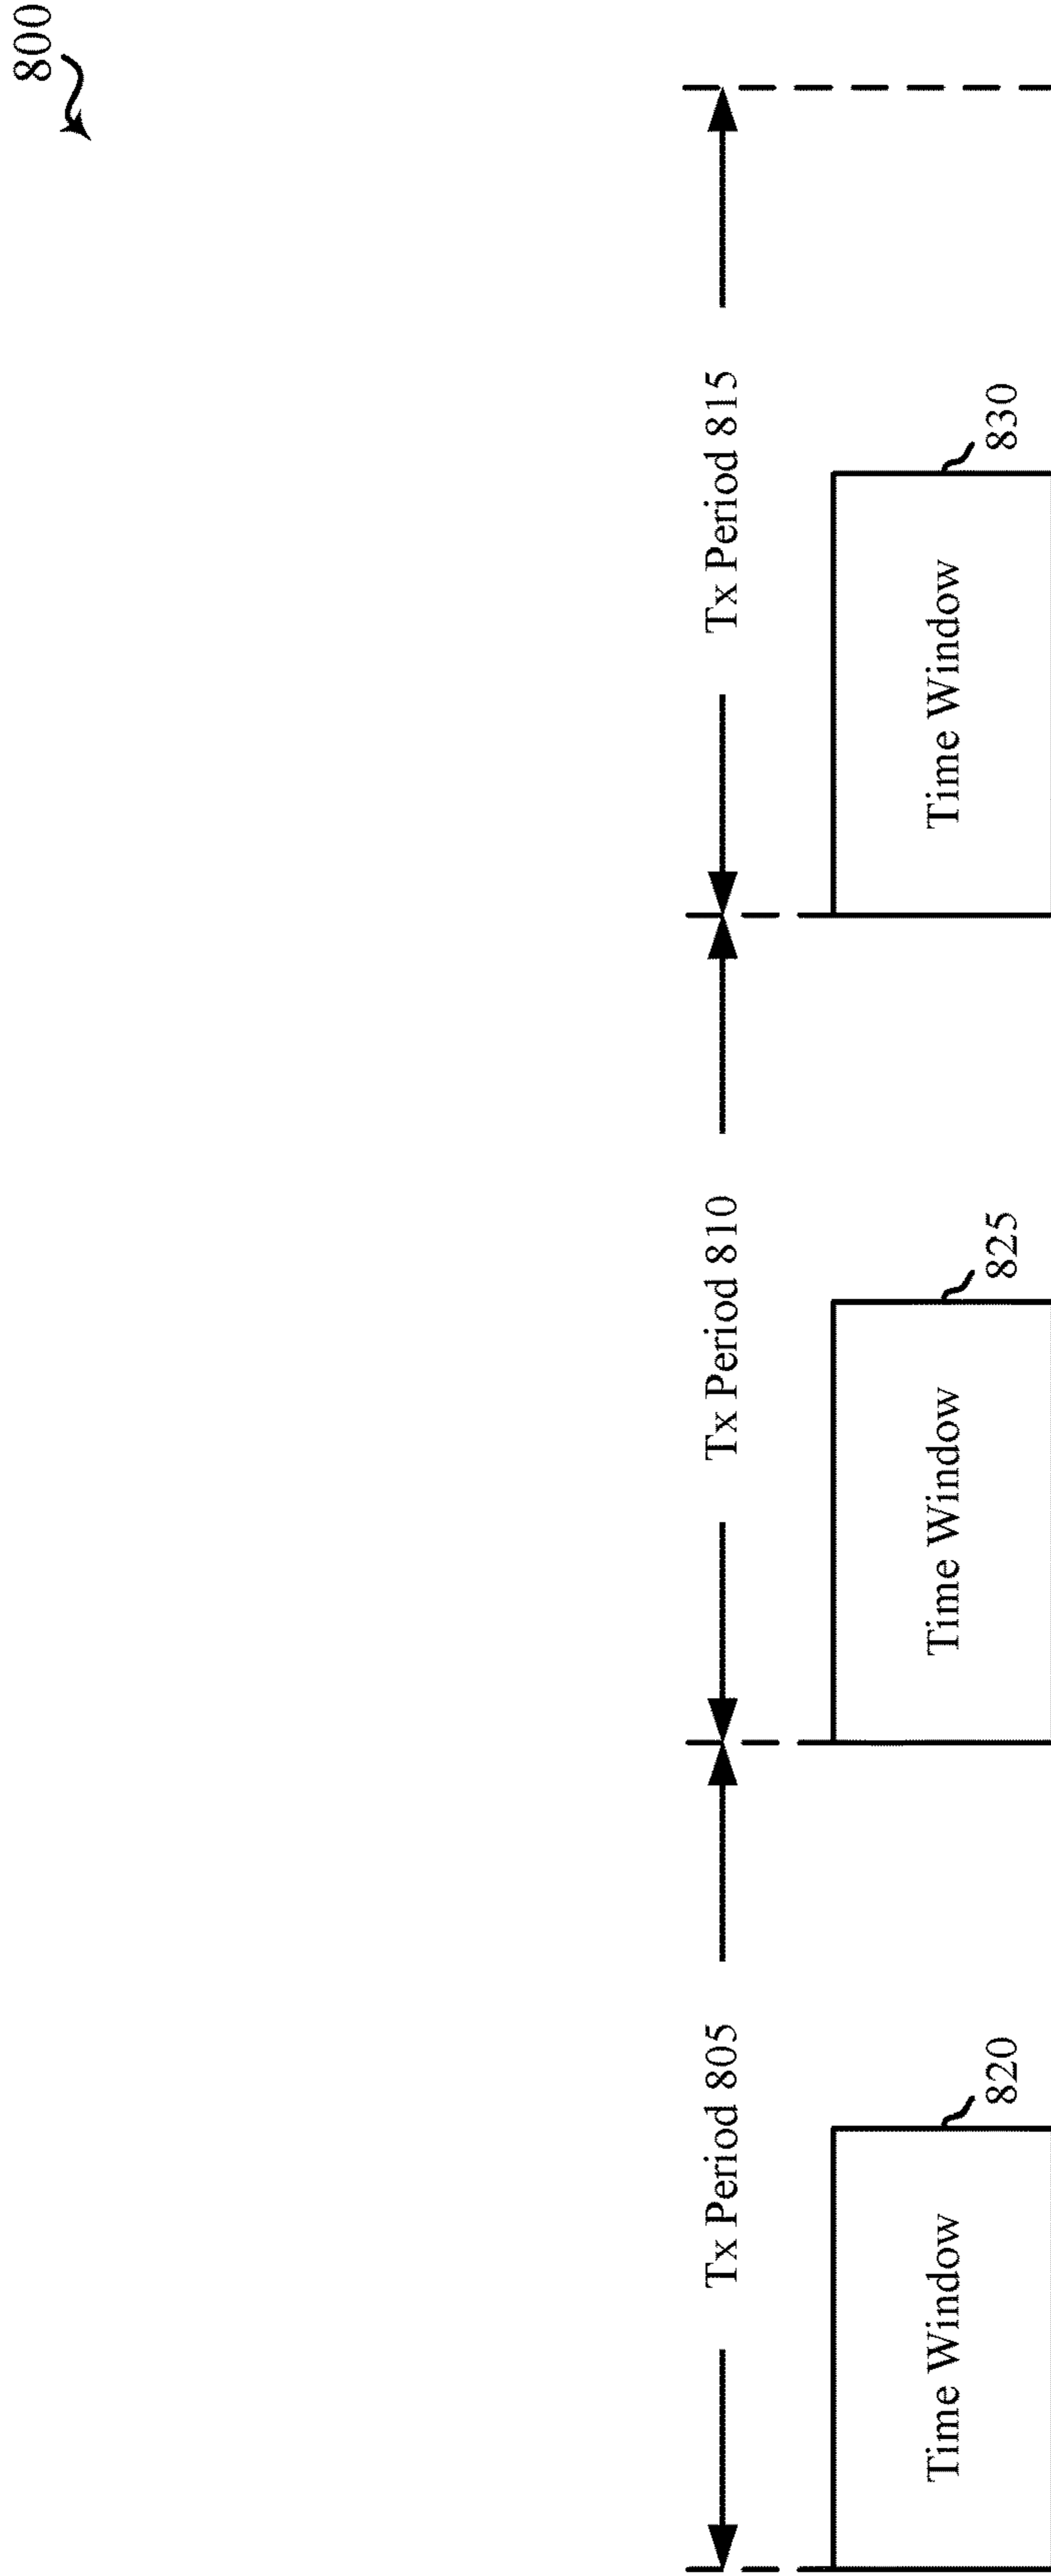 800
Tx Period 805
Tx Period 810
Tx Period 815
Time Window
820
Time Window
825
Time Window
830